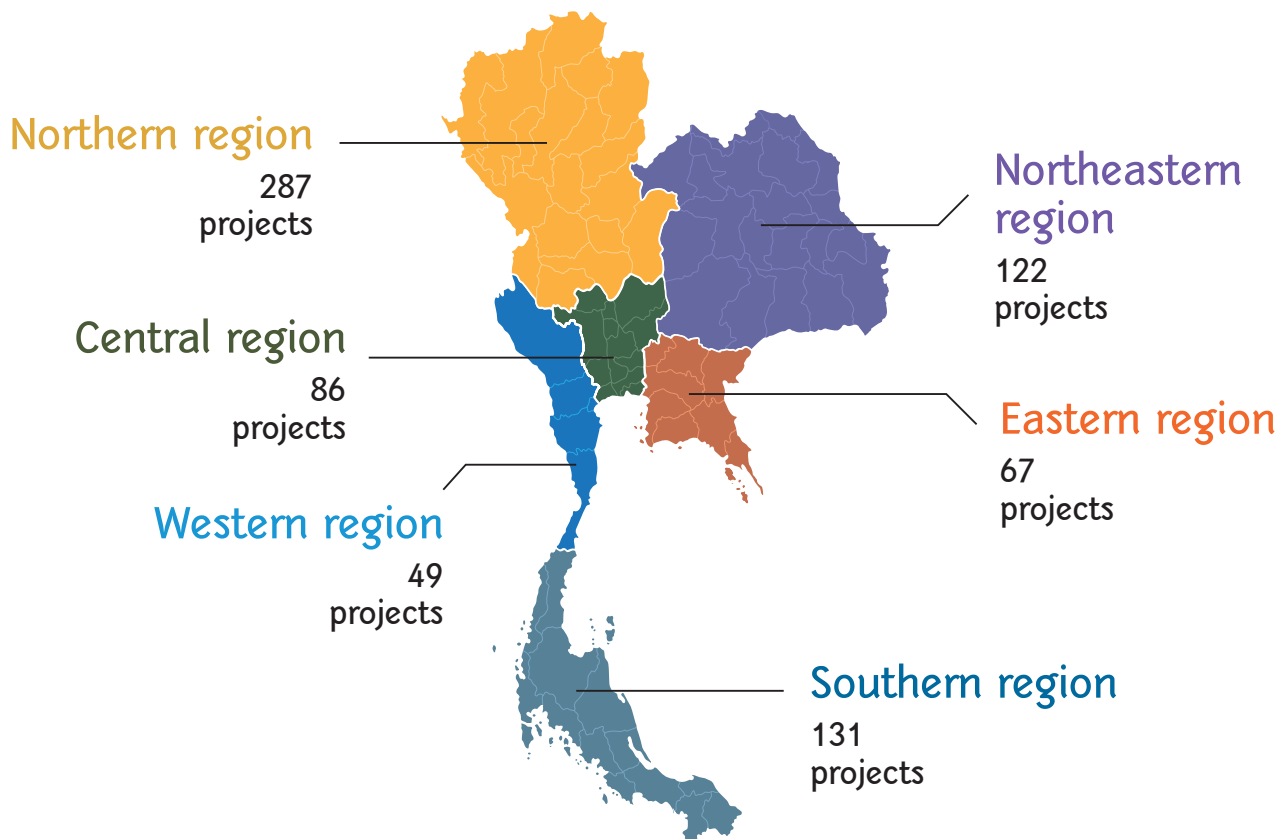 Northern region
287
projects
Northeastern
region
122
projects
Central region
86
projects
Eastern region
67
projects
Western region
49
projects
Southern region
131
projects